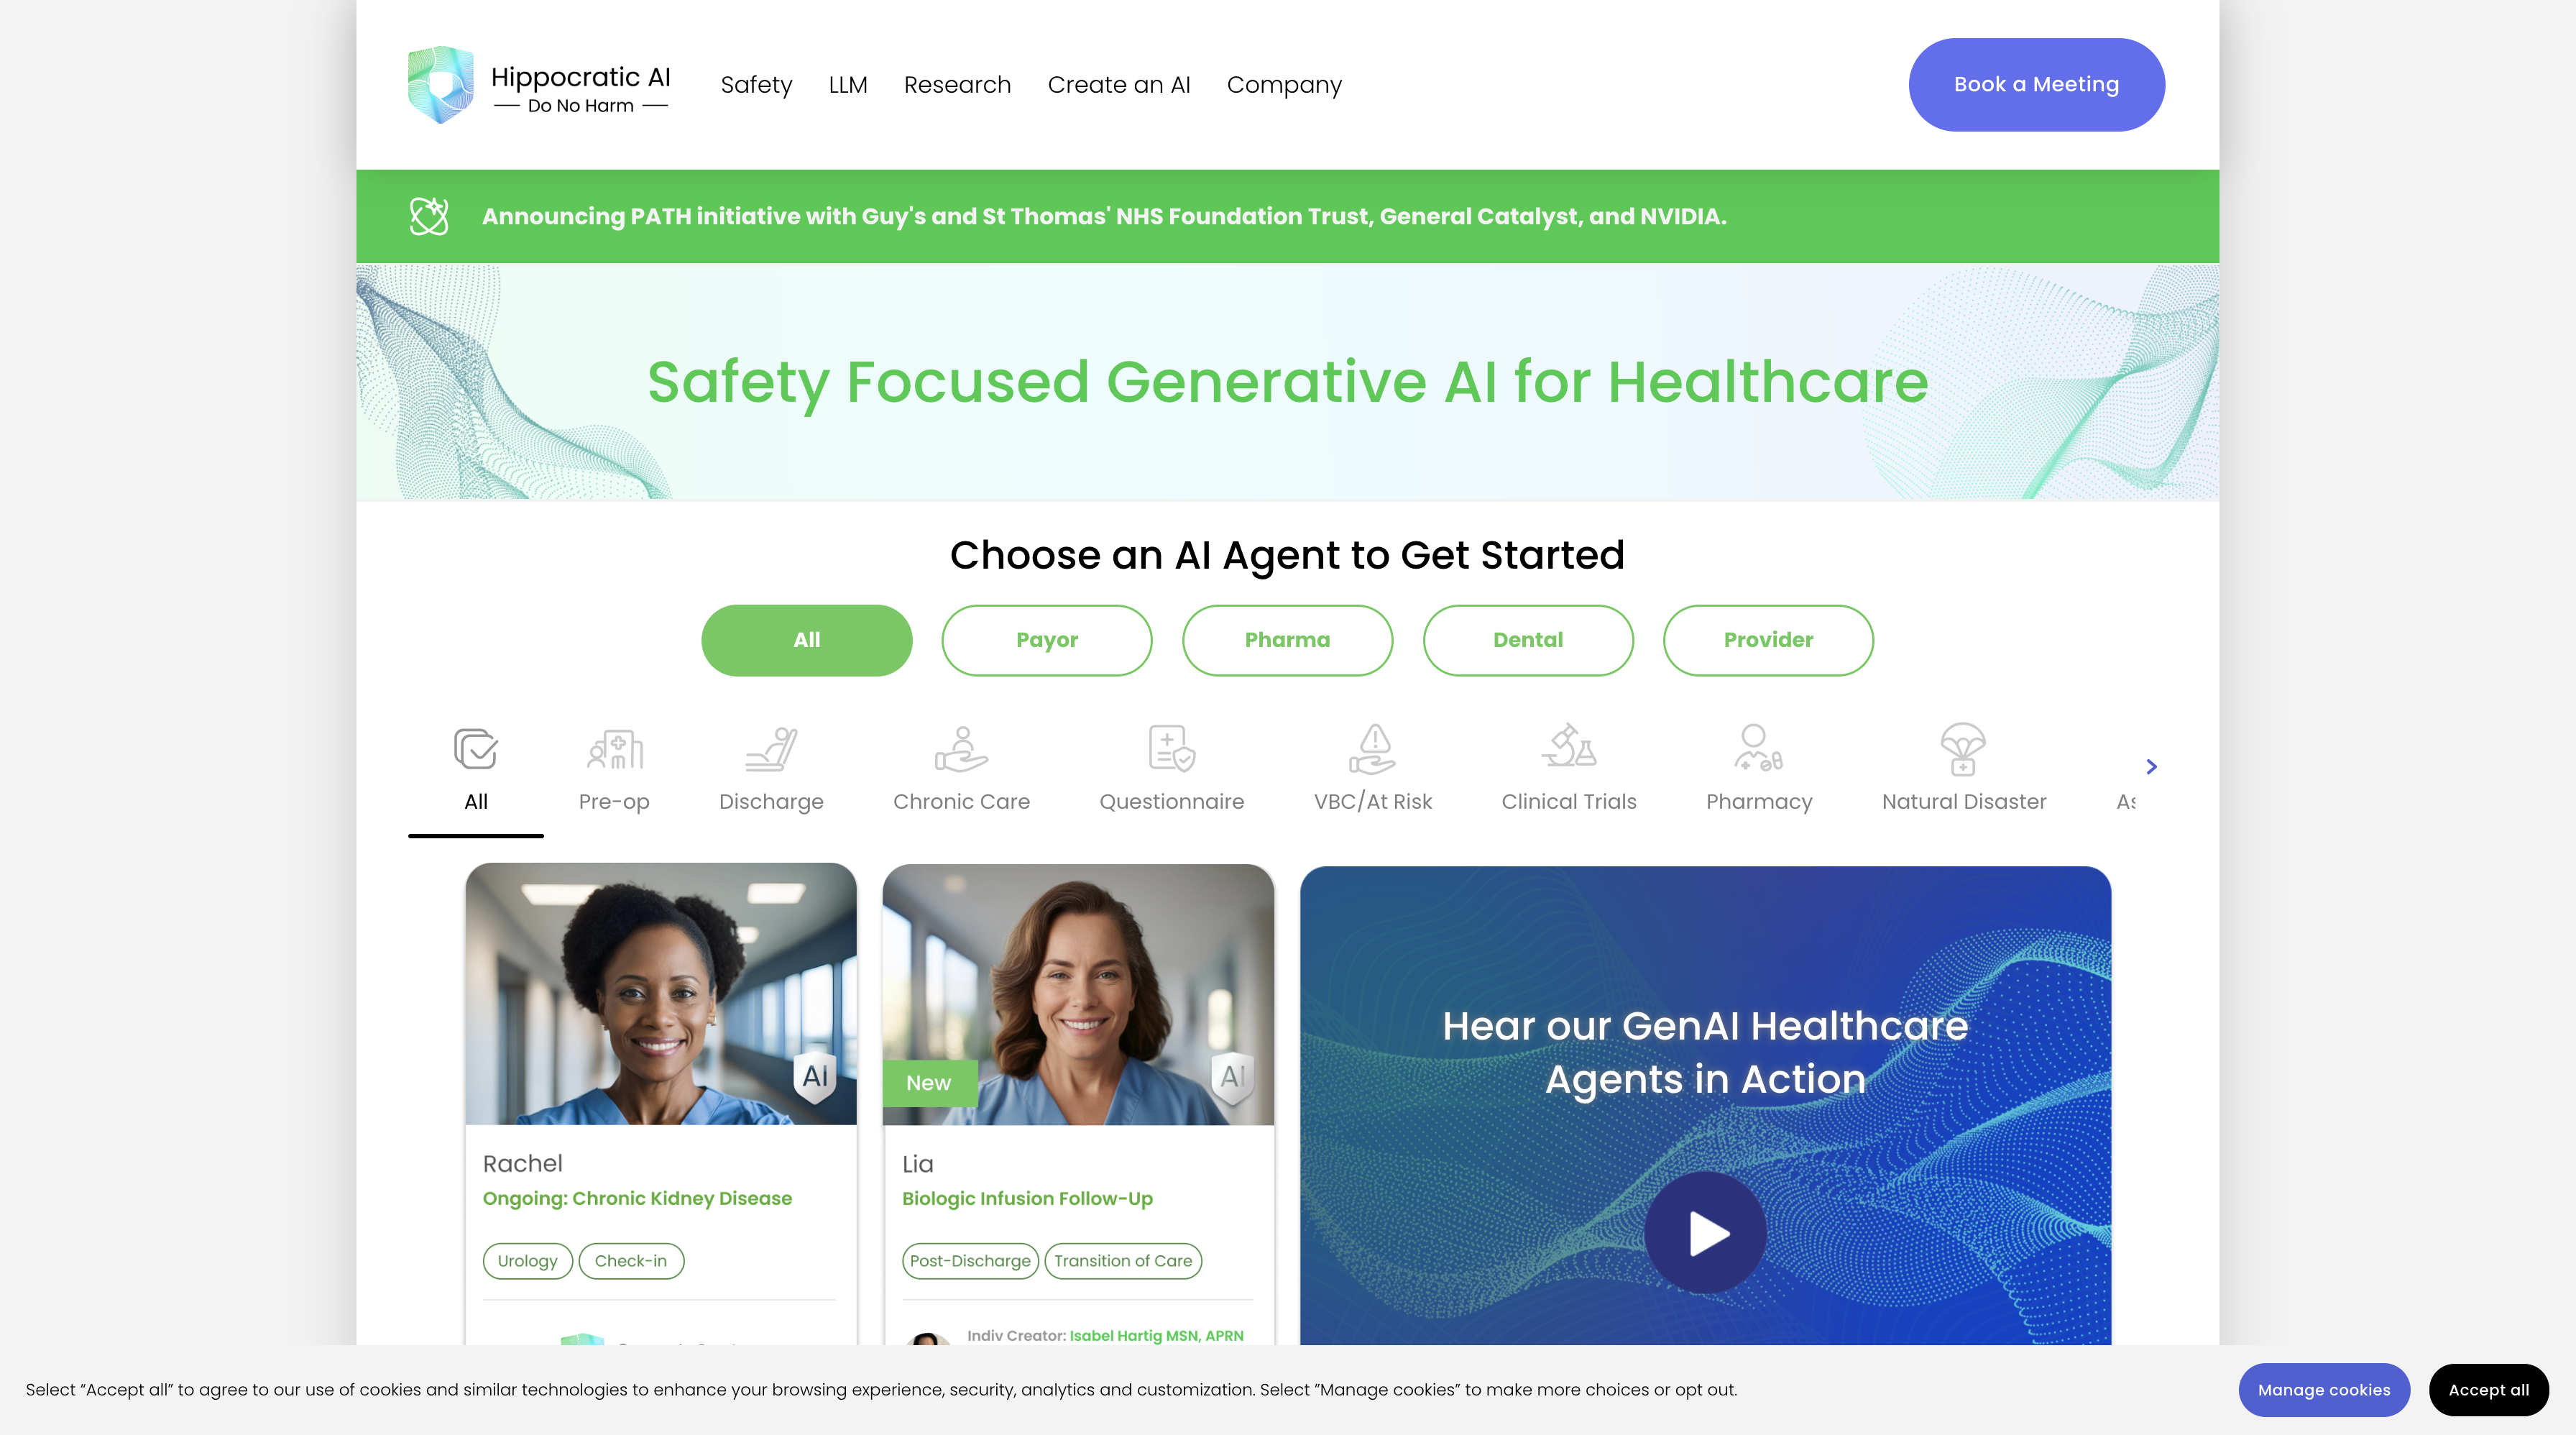 Hippocratic AI
Do No Harm
Safety
LLM
Research
Create an AI
Company
Book a Meeting
Announcing PATH initiative with Guy's and St Thomas' NHS Foundation Trust, General Catalyst, and NVIDIA.
Safety Focused Generative AI for Healthcare
Choose an AI Agent to Get Started
All
Payor
Pharma
Dental
Provider
All
Pre-op
Discharge
Chronic Care
Questionnaire
VBC/At Risk
Clinical Trials
Pharmacy
Natural Disaster
AI
Rachel
Ongoing: Chronic Kidney Disease
Urology
Check-in
New
AI
Lia
Biologic Infusion Follow-Up
Post-Discharge
Transition of Care
Indiv Creator: Isabel Hartig MSN, APRN
Hear our GenAI Healthcare
Agents in Action
Select “Accept all” to agree to our use of cookies and similar technologies to enhance your browsing experience, security, analytics and customization. Select ”Manage cookies” to make more choices or opt out.
Manage cookies
Accept all